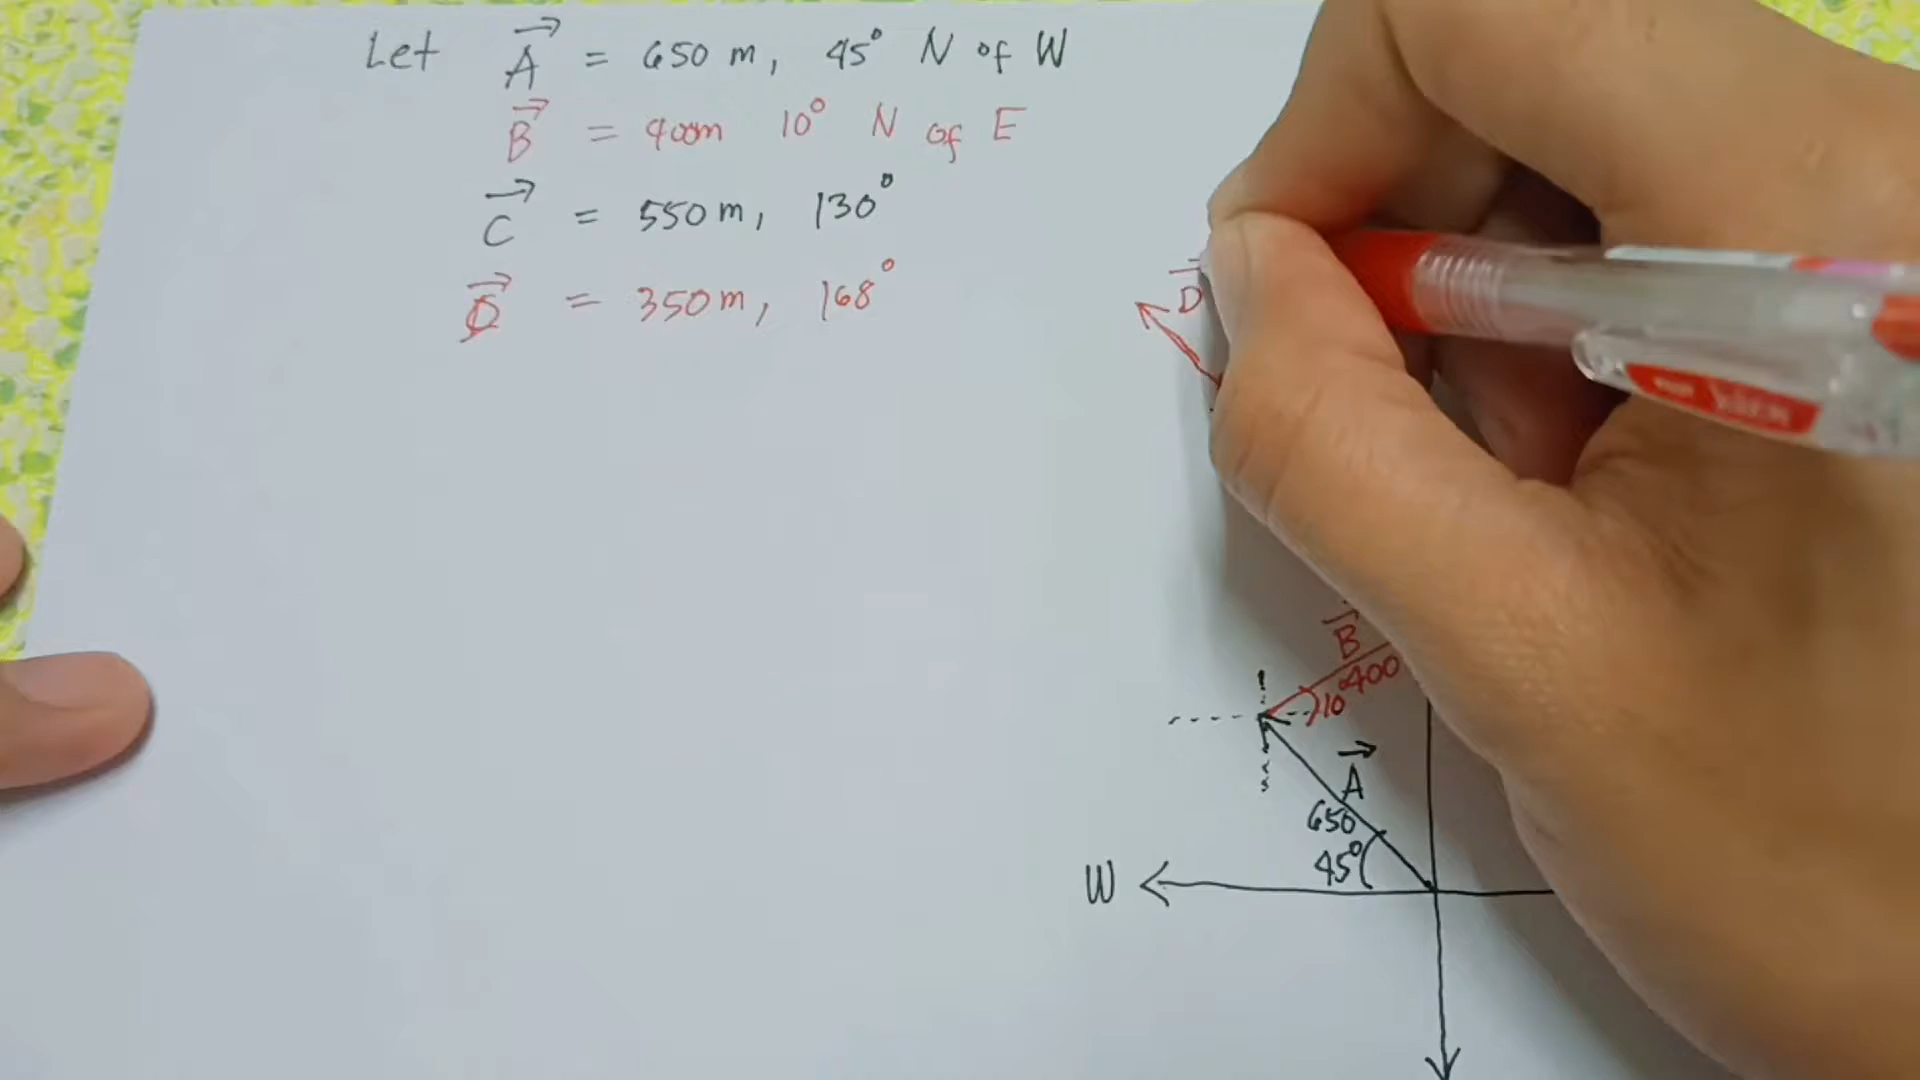 Let A = 650 m, 45° N of W
B = 400m 10° N of E
C = 550 m, 130°
D = 350 m, 168°
D
B
400
10°
A
650
45°
W